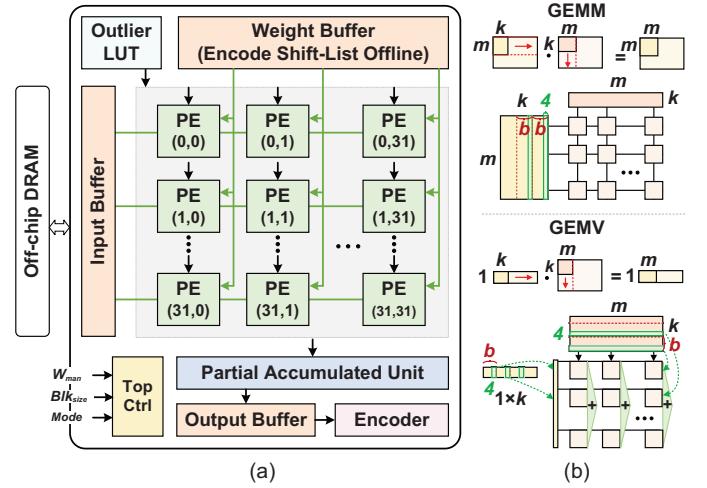 Outlier
LUT
Weight Buffer
(Encode Shift-List Offline)
Off-chip DRAM
Input Buffer
PE
(0,0)
PE
(0,1)
PE
(0,31)
PE
(1,0)
PE
(1,1)
PE
(1,31)
PE
(31,0)
PE
(31,1)
PE
(31,31)
W_man
Blk_size
Mode
Top
Ctrl
Partial Accumulated Unit
Output Buffer
Encoder
(a)
GEMM
k
m
m
k
m
m
=
m
k
4
k
b
b
m
GEMV
k
1
m
k
= 1
m
m
4
k
b
b
4
1×k
+
+
+
(b)